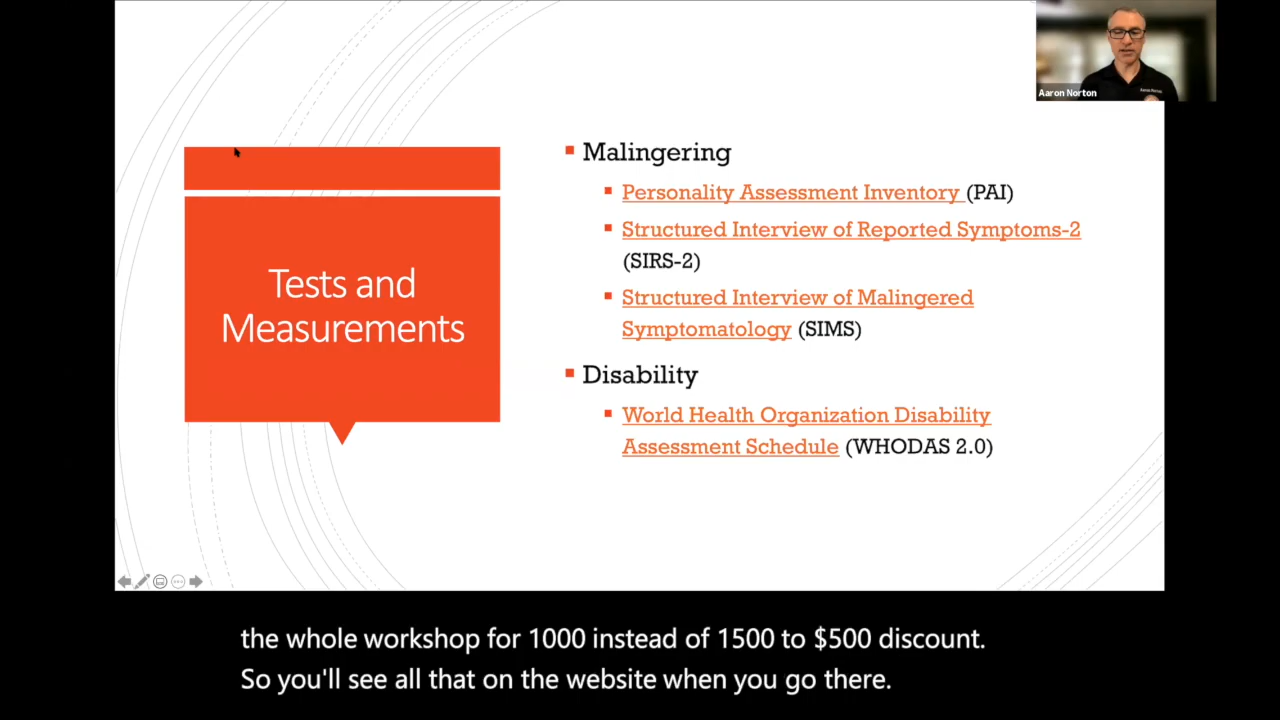 Aaron Norton
Tests and
Measurements
Malingering
Personality Assessment Inventory (PAI)
Structured Interview of Reported Symptoms-2
(SIRS-2)
Structured Interview of Malingered
Symptomatology (SIMS)
Disability
World Health Organization Disability
Assessment Schedule (WHODAS 2.0)
the whole workshop for 1000 instead of 1500 to $500 discount.
So you'll see all that on the website when you go there.